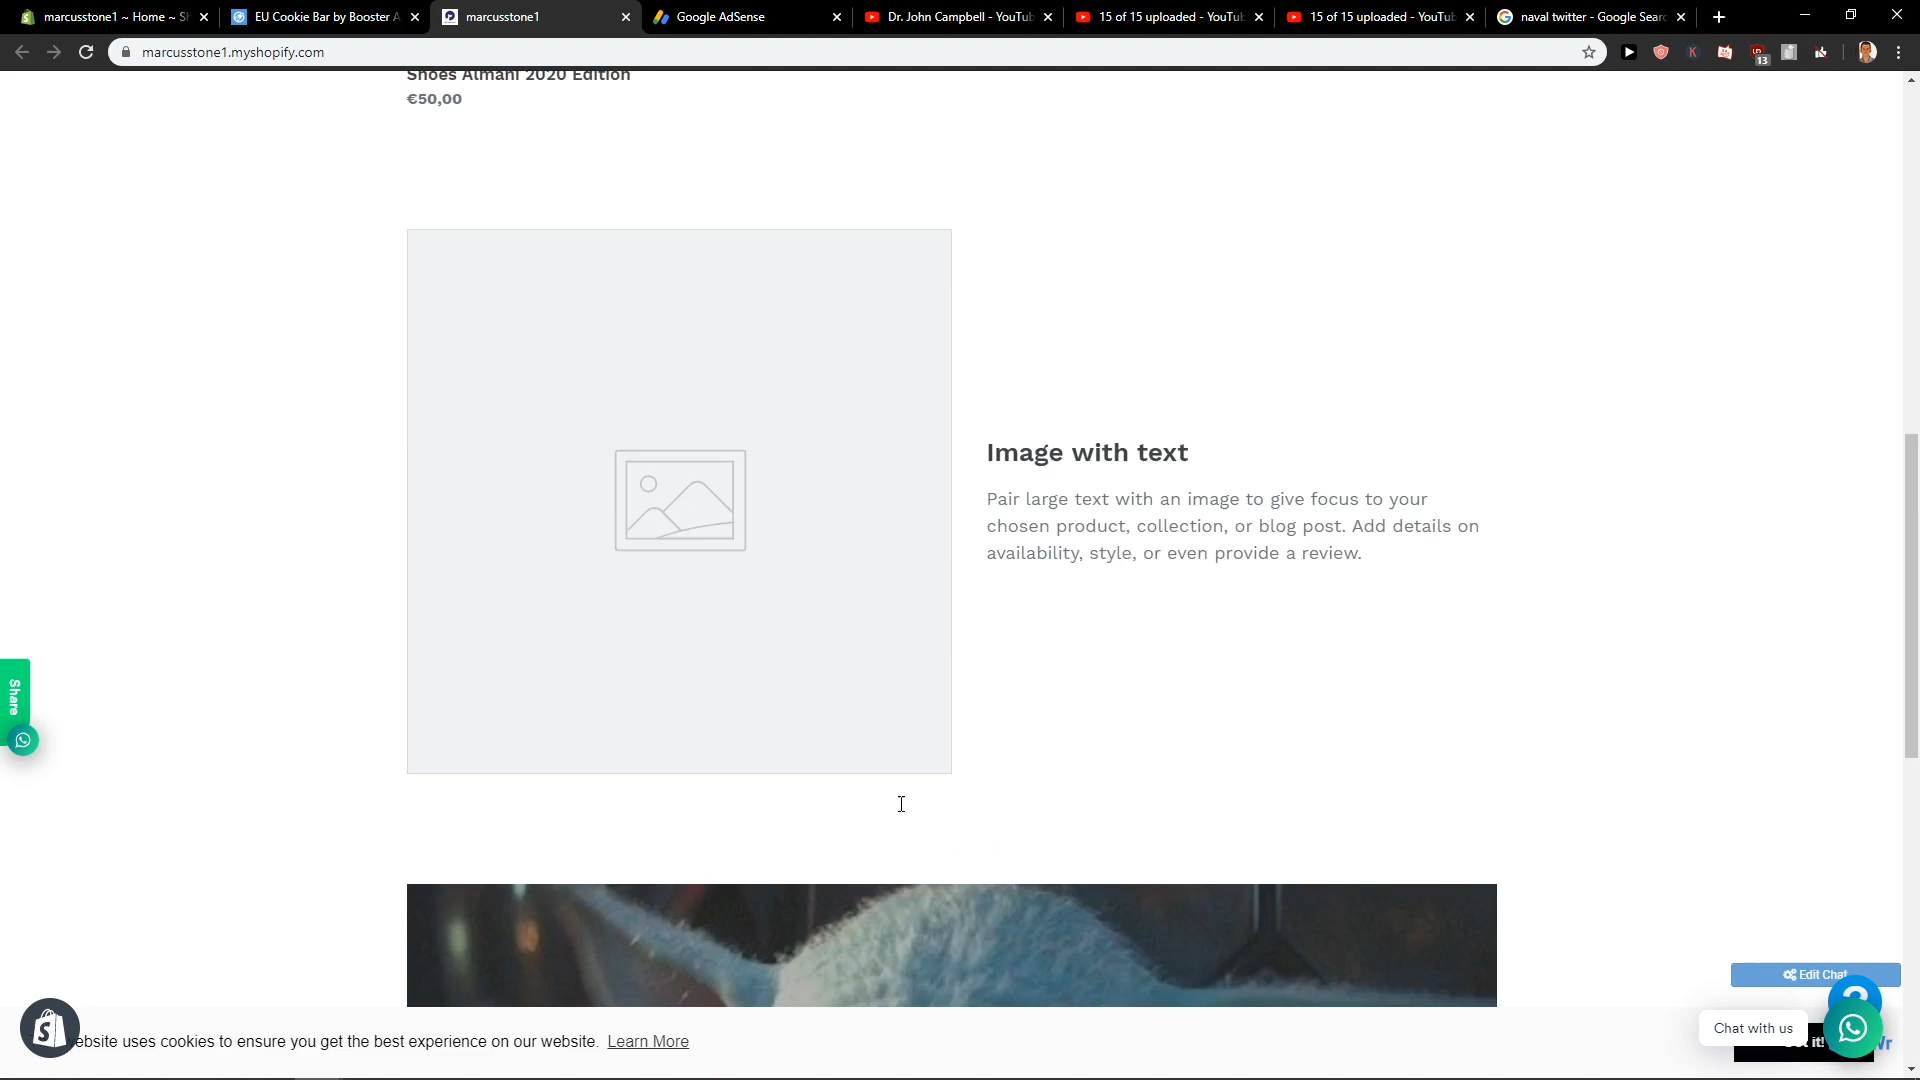 marcusstone1 ~ Home ~ Sh
EU Cookie Bar by Booster A
marcusstone1
Google AdSense
Dr. John Campbell - YouTub
15 of 15 uploaded - YouTub
15 of 15 uploaded - YouTub
naval twitter - Google Searc
marcusstone1.myshopify.com
13
Shoes Almani 2020 Edition
€50,00
Image with text
Pair large text with an image to give focus to your
chosen product, collection, or blog post. Add details on
availability, style, or even provide a review.
Share
Edit Chat
Chat with us
ebsite uses cookies to ensure you get the best experience on our website. Learn More
it!